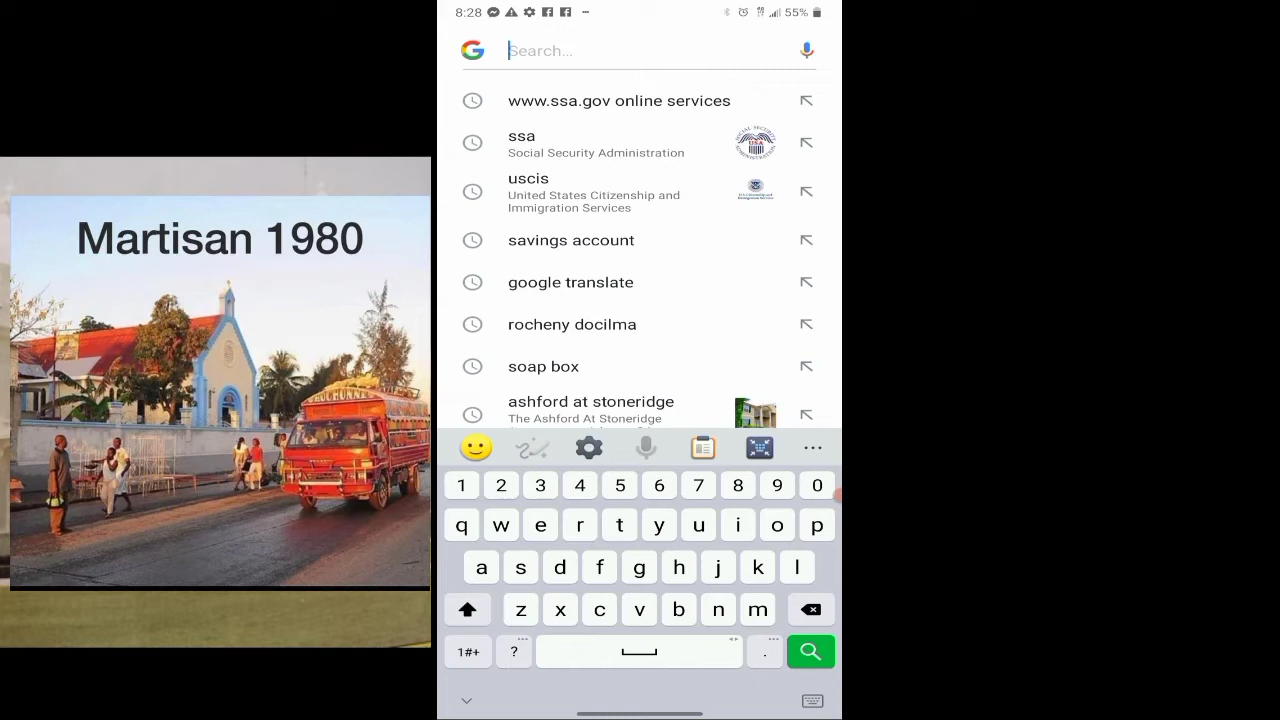 Martisan 1980
8:28
55%
Search...
www.ssa.gov online services
ssa
Social Security Administration
uscis
United States Citizenship and
Immigration Services
savings account
google translate
rocheny docilma
soap box
ashford at stoneridge
The Ashford At Stoneridge
1 2 3 4 5 6 7 8 9 0
q w e r t y u i o p
a s d f g h j k l
z x c v b n m
1#+ ? .